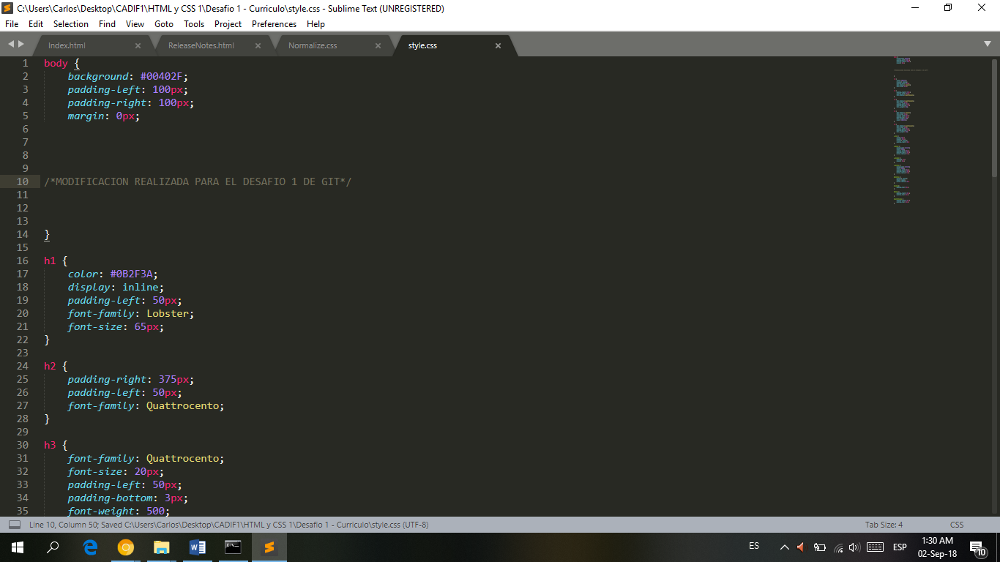 C:\Users\Carlos\Desktop\CADIF1\HTML y CSS 1\Desafio 1 - Curriculo\style.css - Sublime Text (UNREGISTERED)
File Edit Selection Find View Goto Tools Project Preferences Help
Index.html ReleaseNotes.html Normalize.css style.css
1 body {
2 background: #00402F;
3 padding-left: 100px;
4 padding-right: 100px;
5 margin: 0px;
6
7
8
9
10 /*MODIFICACION REALIZADA PARA EL DESAFIO 1 DE GIT*/
11
12
13
14 }
15
16 h1 {
17 color: #0B2F3A;
18 display: inline;
19 padding-left: 50px;
20 font-family: Lobster;
21 font-size: 65px;
22 }
23
24 h2 {
25 padding-right: 375px;
26 padding-left: 50px;
27 font-family: Quattrocento;
28 }
29
30 h3 {
31 font-family: Quattrocento;
32 font-size: 20px;
33 padding-left: 50px;
34 padding-bottom: 3px;
35 font-weight: 500;
Line 10, Column 50; Saved C:\Users\Carlos\Desktop\CADIF1\HTML y CSS 1\Desafio 1 - Curriculo\style.css (UTF-8) Tab Size: 4 CSS
ES ESP 1:30 AM
02-Sep-18 10